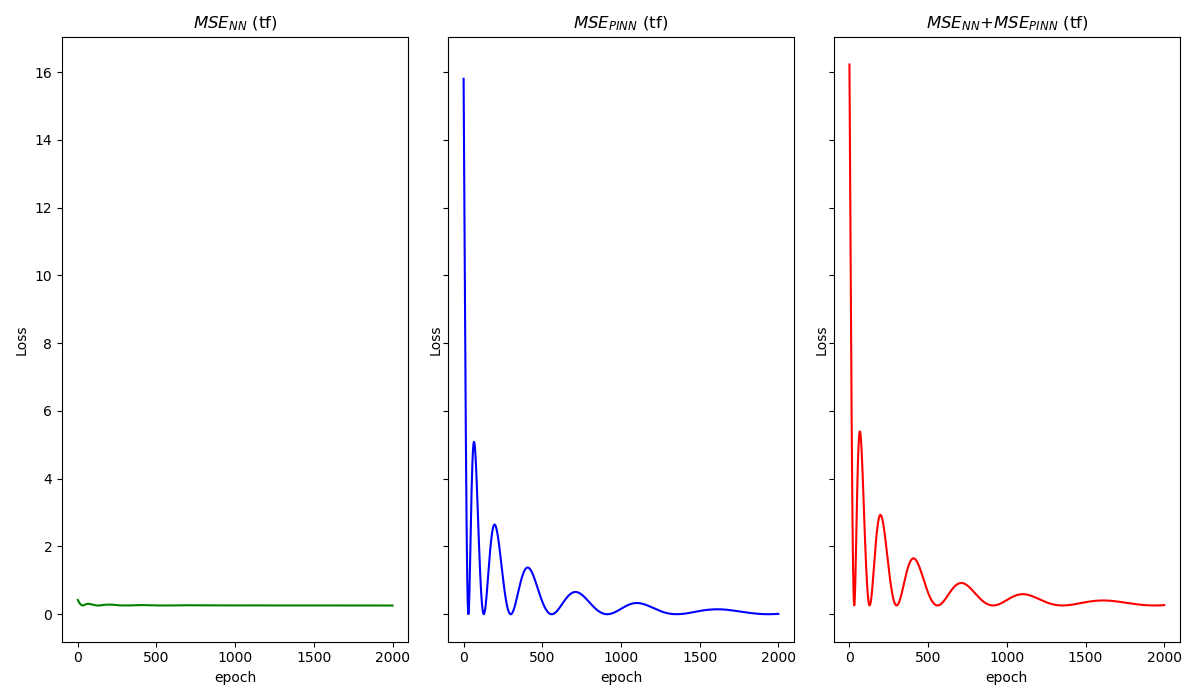 MSE_NN (tf)
16
14
12
10
8
6
4
2
0
Loss
0 500 1000 1500 2000
epoch
MSE_PINN (tf)
Loss
0 500 1000 1500 2000
epoch
MSE_NN+MSE_PINN (tf)
Loss
0 500 1000 1500 2000
epoch